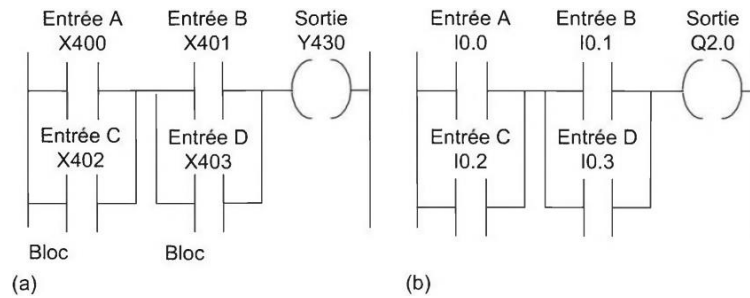 Entrée A Entrée B Sortie
X400 X401 Y430
Entrée C Entrée D
X402 X403
Bloc Bloc
(a)
Entrée A Entrée B Sortie
I0.0 I0.1 Q2.0
Entrée C Entrée D
I0.2 I0.3
(b)